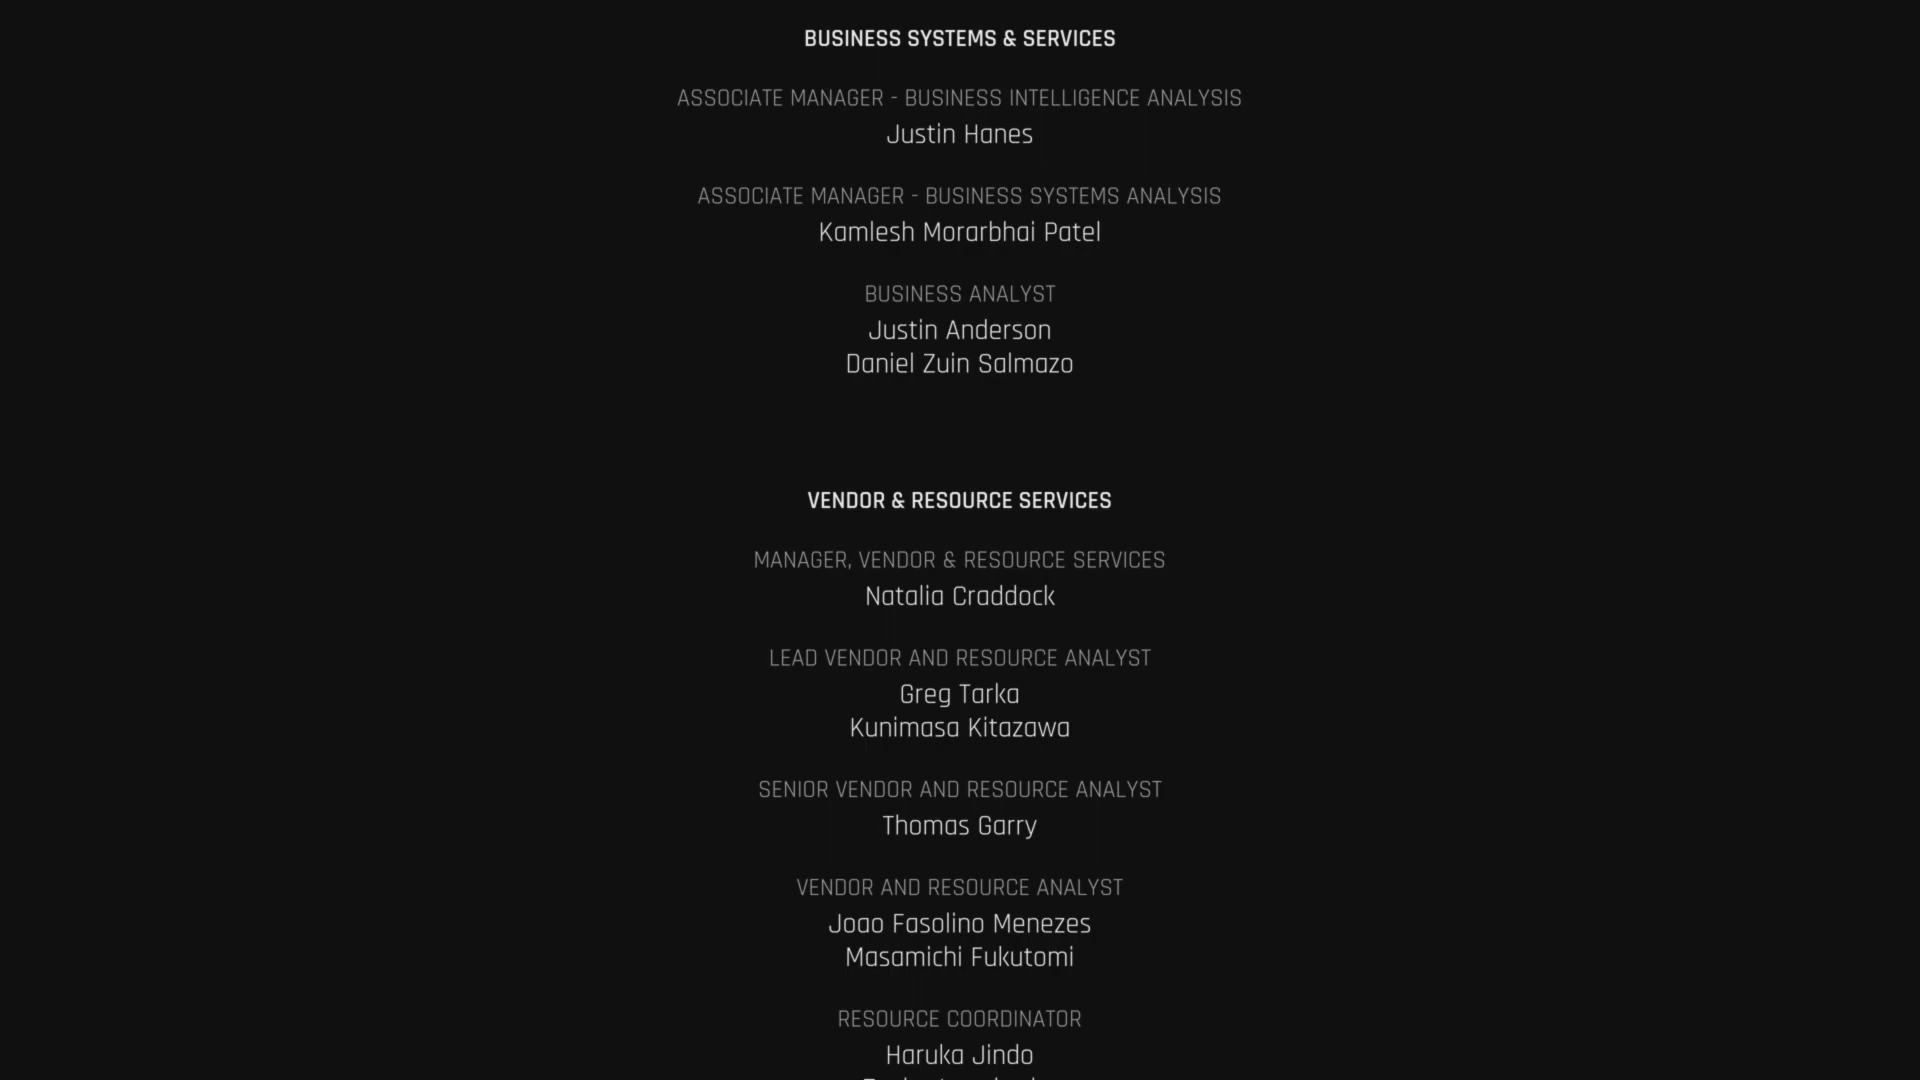 BUSINESS SYSTEMS & SERVICES
ASSOCIATE MANAGER - BUSINESS INTELLIGENCE ANALYSIS
Justin Hanes
ASSOCIATE MANAGER - BUSINESS SYSTEMS ANALYSIS
Kamlesh Morarbhai Patel
BUSINESS ANALYST
Justin Anderson
Daniel Zuin Salmazo
VENDOR & RESOURCE SERVICES
MANAGER, VENDOR & RESOURCE SERVICES
Natalia Craddock
LEAD VENDOR AND RESOURCE ANALYST
Greg Tarka
Kunimasa Kitazawa
SENIOR VENDOR AND RESOURCE ANALYST
Thomas Garry
VENDOR AND RESOURCE ANALYST
Joao Fasolino Menezes
Masamichi Fukutomi
RESOURCE COORDINATOR
Haruka Jindo